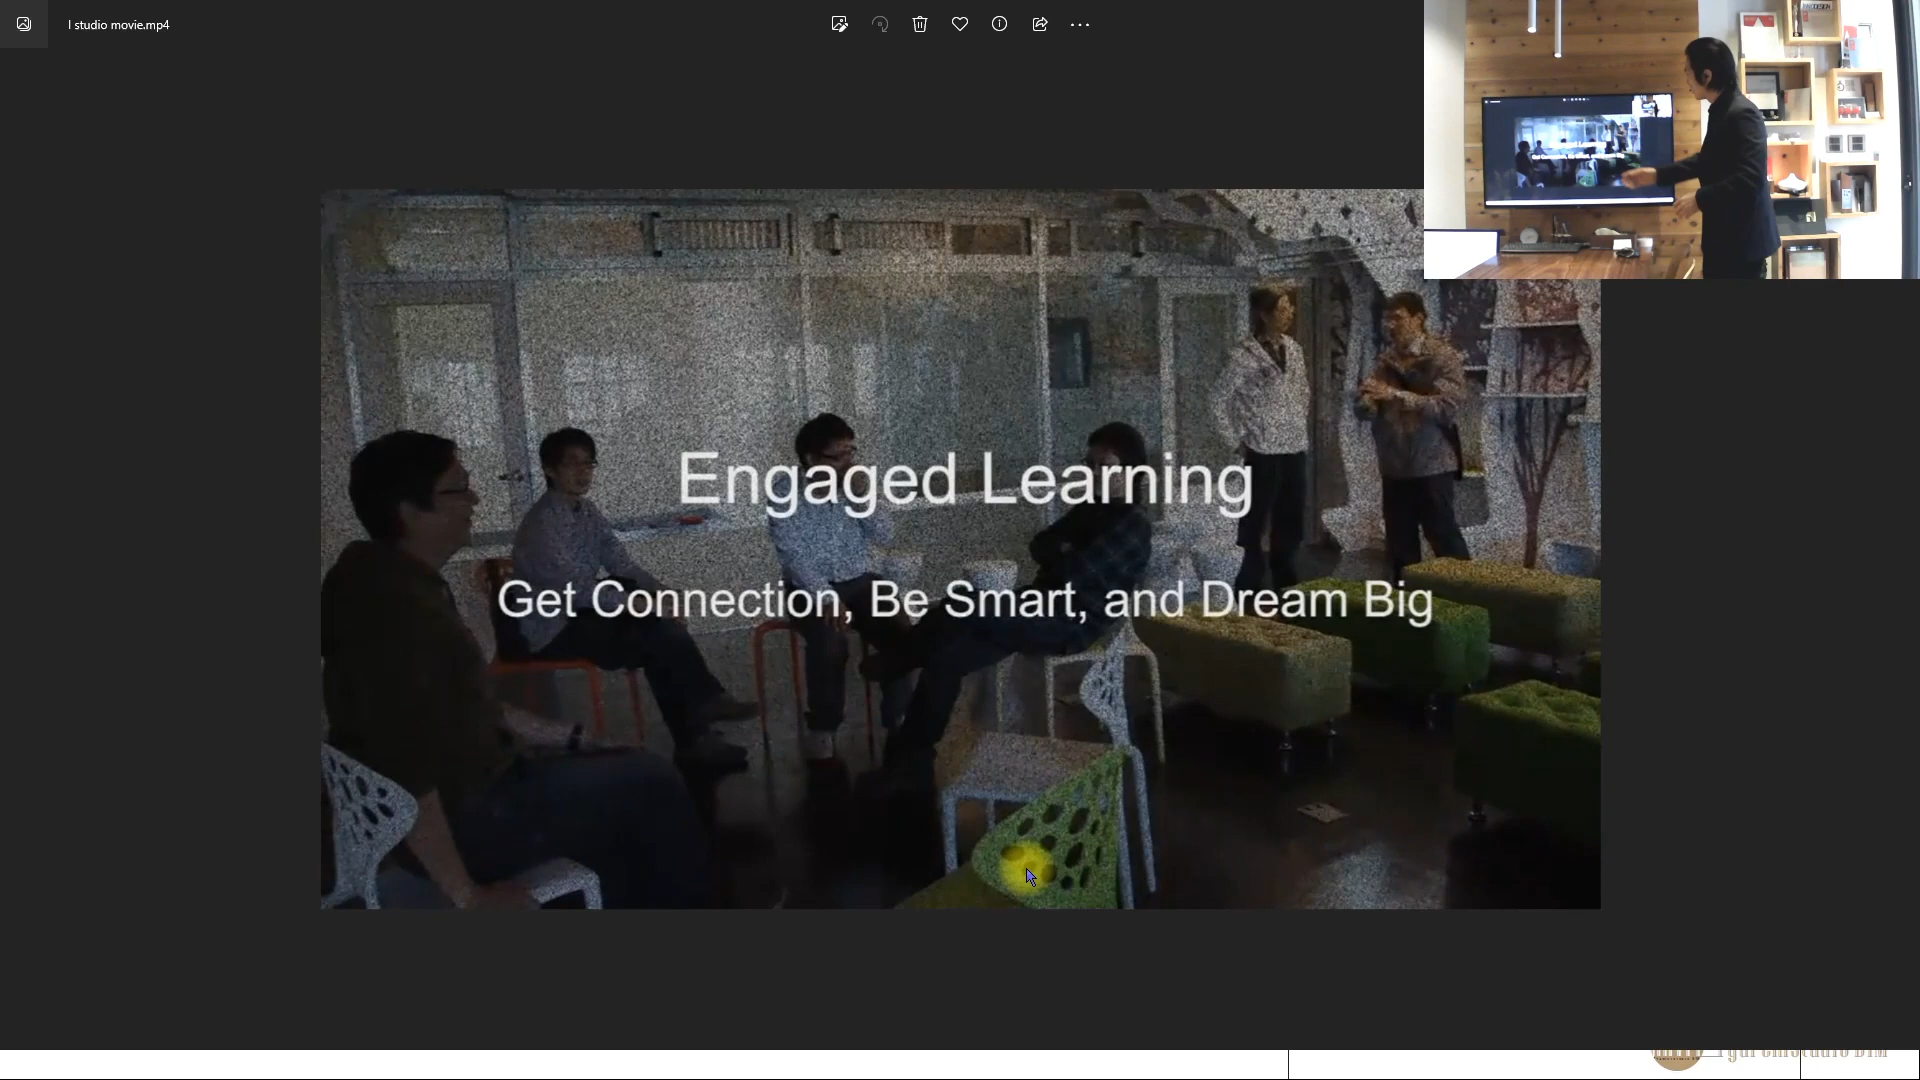 I studio movie.mp4
Engaged Learning
Get Connection, Be Smart, and Dream Big